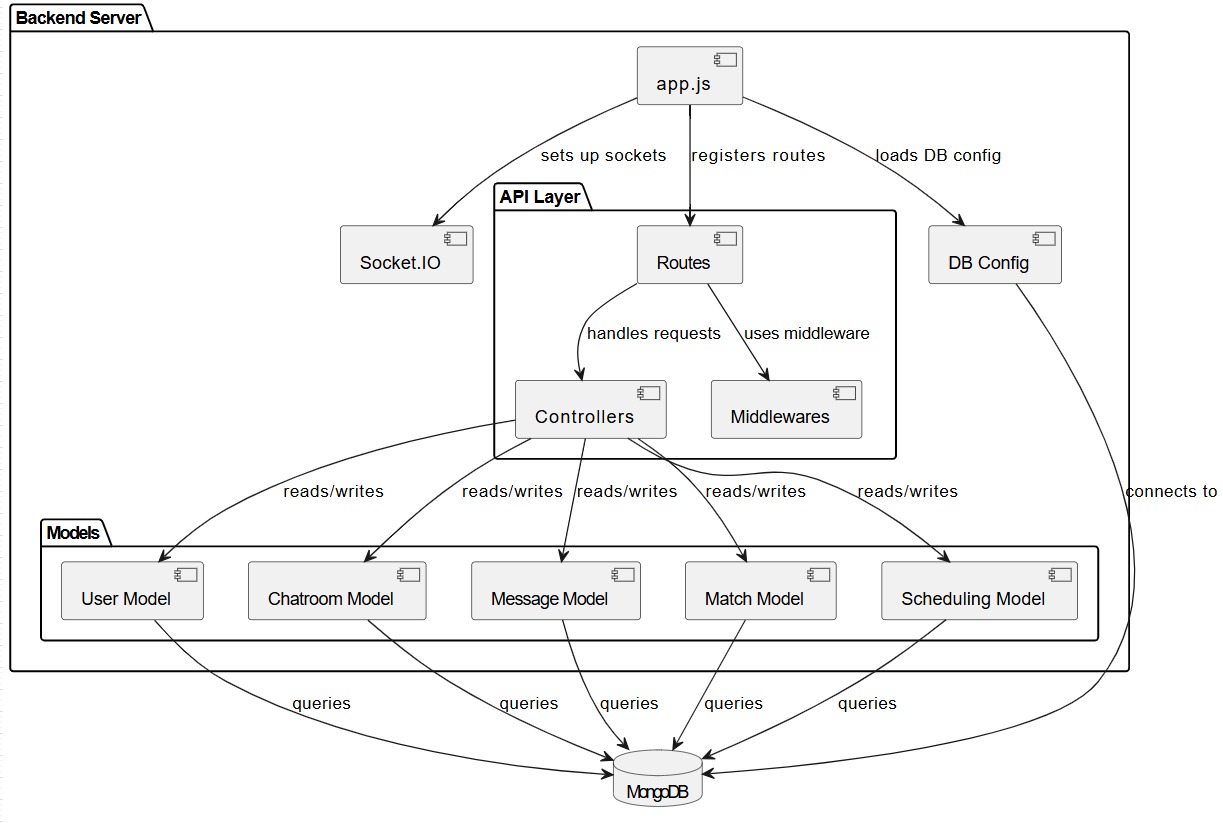 Backend Server
app.js
sets up sockets
registers routes
loads DB config
API Layer
Socket.IO
Routes
DB Config
handles requests
uses middleware
Controllers
Middlewares
reads/writes
reads/writes
reads/writes
reads/writes
reads/writes
connects to
Models
User Model
Chatroom Model
Message Model
Match Model
Scheduling Model
queries
queries
queries
queries
queries
MongoDB